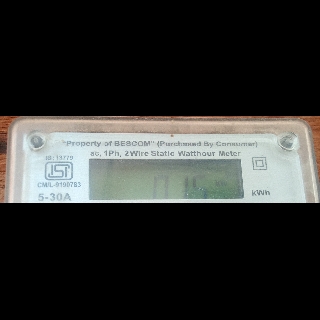 "Property of BESCOM" (Purchased By Consumer)
ac, 1Ph, 2Wire Static Watthour Meter
IS: 13779
CM/L-9190783
5-30A
kWh